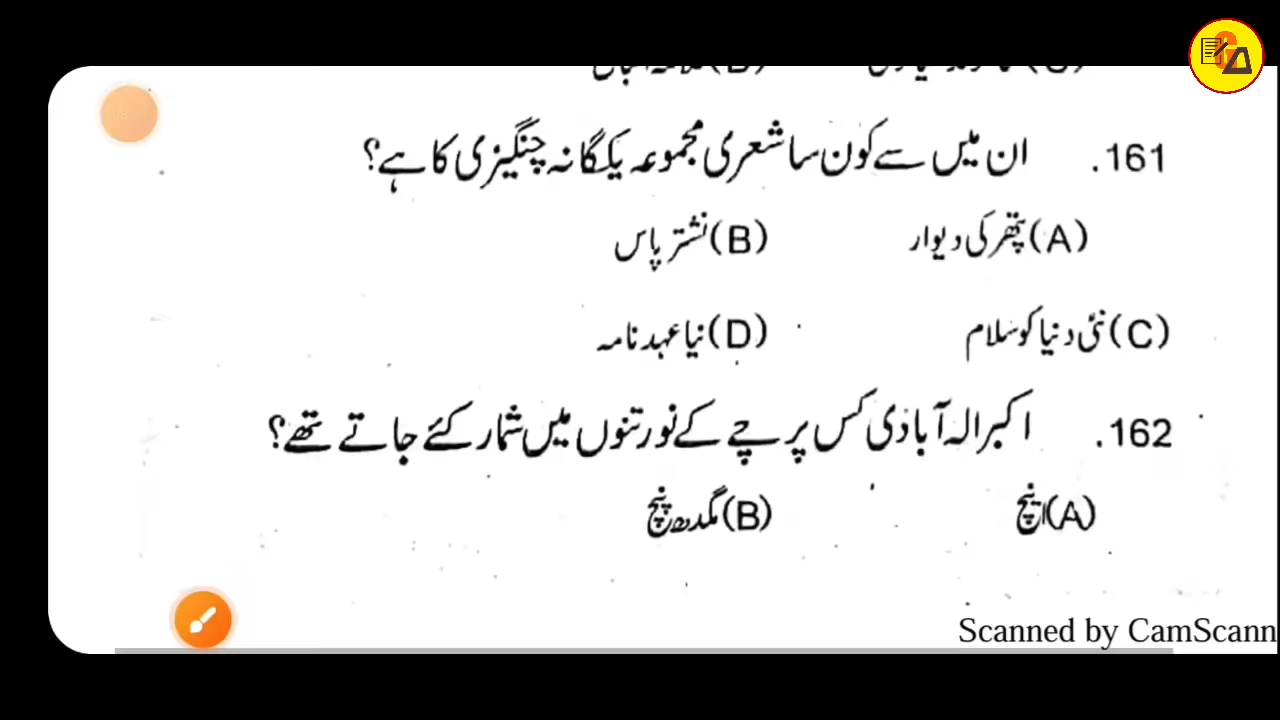 161. ان میں سے کون سا شعری مجموعہ یگانہ چنگیزی کا ہے؟
(A) پتھر کی دیوار (B) نشتر پاس
(C) نئی دنیا کو سلام (D) نیا عہد نامہ
162. اکبر الہ آبادی کس پرچے کے نورتنوں میں شمار کئے جاتے تھے؟
(A) پنچ (B) مگدھ پنچ
Scanned by CamScann